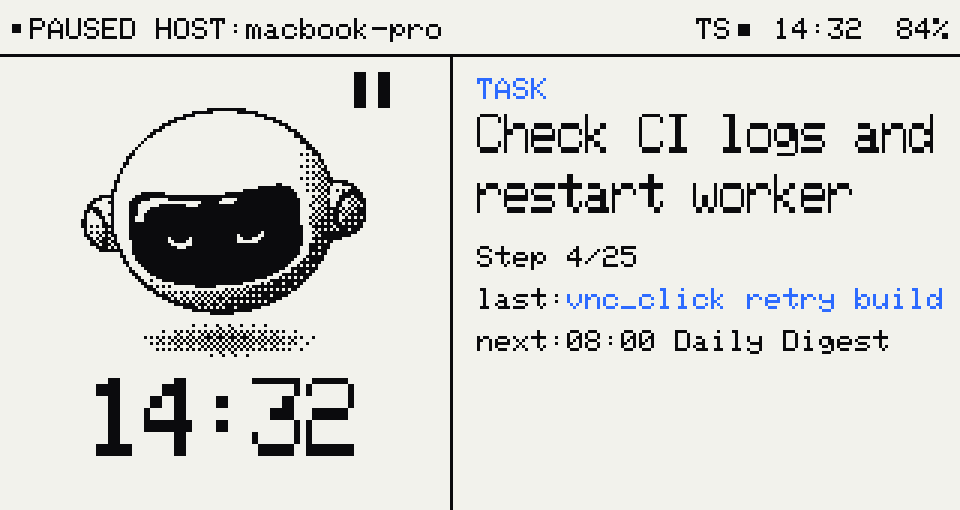 PAUSED HOST:macbook-pro
TS 14:32 84%
TASK
Check CI logs and
restart worker
Step 4/25
last:vnc_click retry build
next:08:00 Daily Digest
14:32